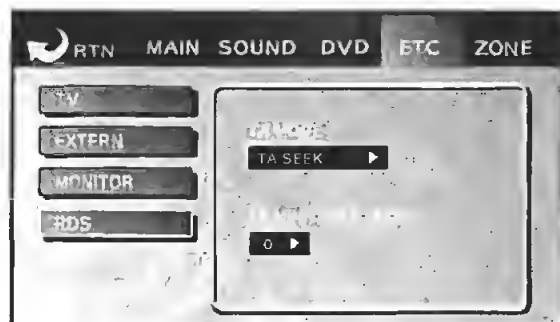 RTN MAIN SOUND DVD ETC ZONE
TV
EXTERN
MONITOR
RDS
TA SEEK
0